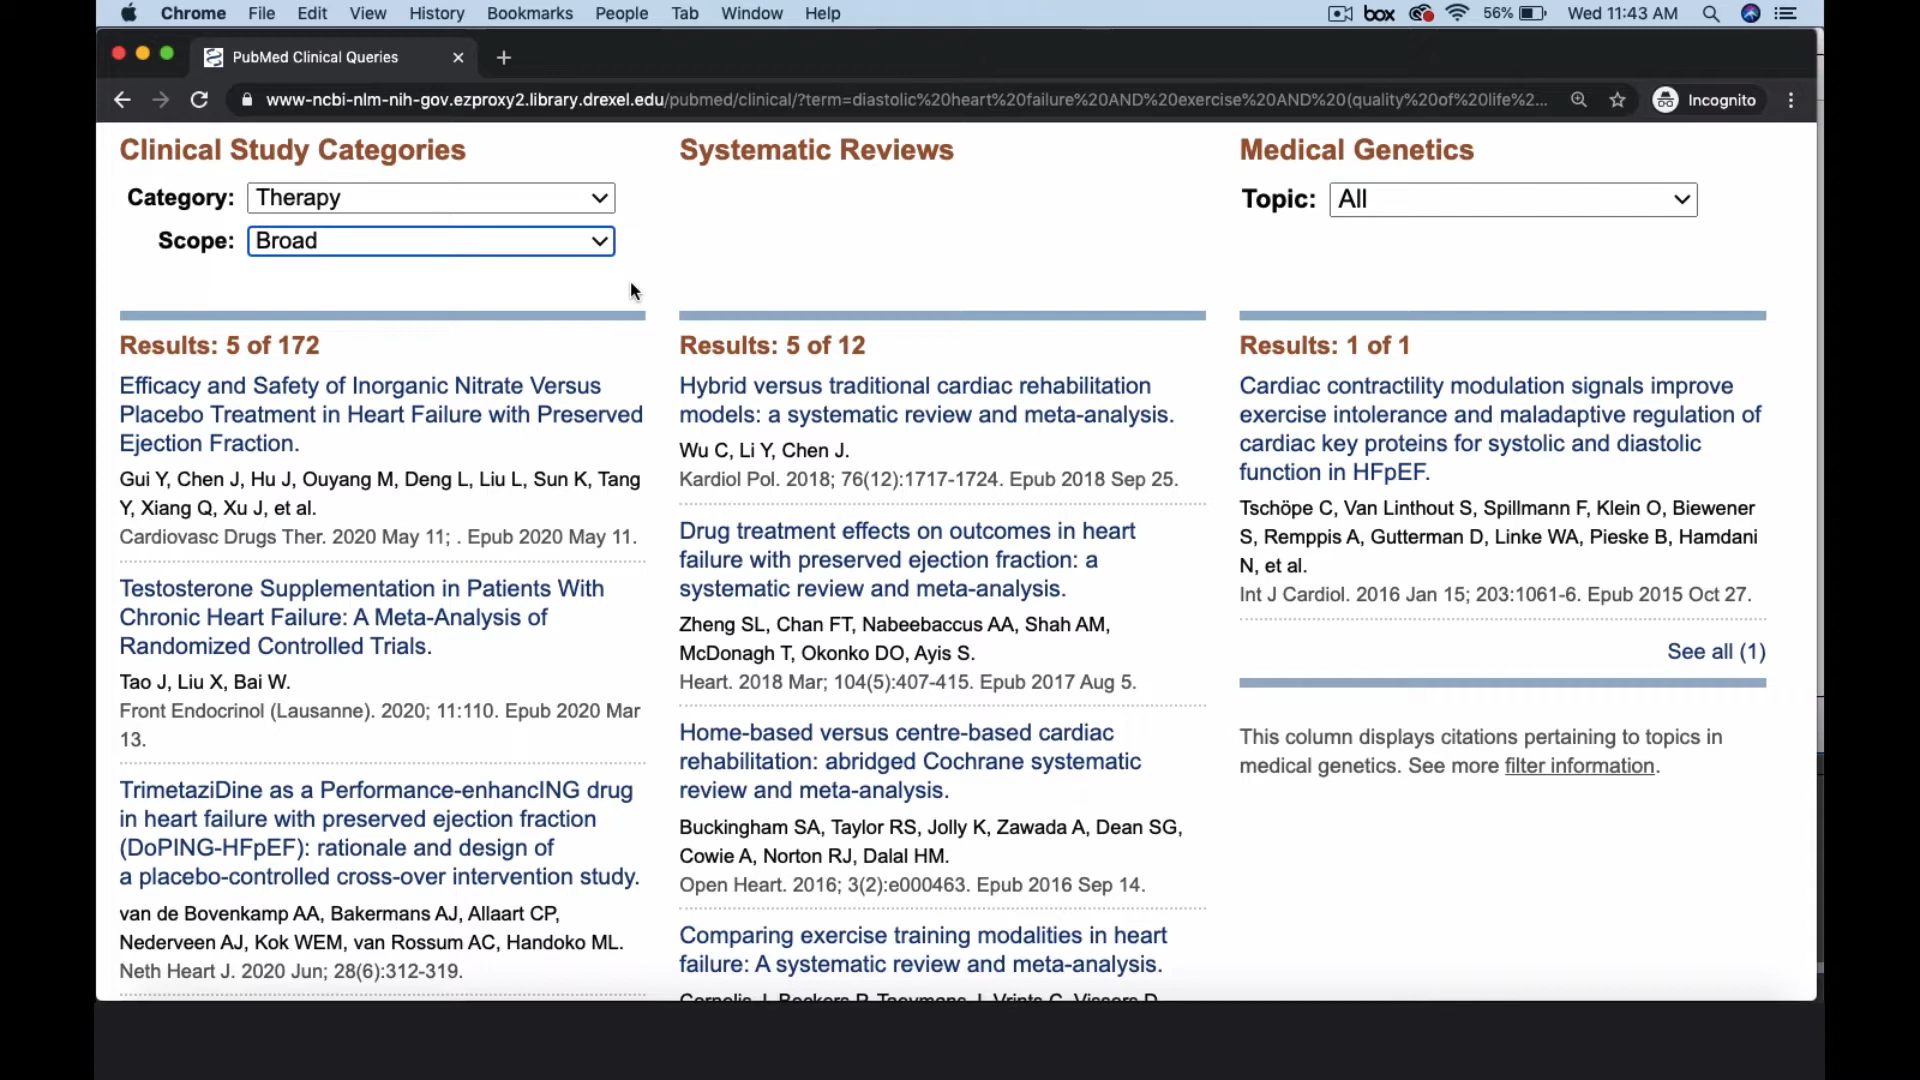 Chrome File Edit View History Bookmarks People Tab Window Help box 56% Wed 11:43 AM
PubMed Clinical Queries
www-ncbi-nlm-nih-gov.ezproxy2.library.drexel.edu/pubmed/clinical/?term=diastolic%20heart%20failure%20AND%20exercise%20AND%20(quality%20of%20life%2... Incognito
Clinical Study Categories
Category: Therapy
Scope: Broad
Results: 5 of 172
Efficacy and Safety of Inorganic Nitrate Versus
Placebo Treatment in Heart Failure with Preserved
Ejection Fraction.
Gui Y, Chen J, Hu J, Ouyang M, Deng L, Liu L, Sun K, Tang
Y, Xiang Q, Xu J, et al.
Cardiovasc Drugs Ther. 2020 May 11; . Epub 2020 May 11.
Testosterone Supplementation in Patients With
Chronic Heart Failure: A Meta-Analysis of
Randomized Controlled Trials.
Tao J, Liu X, Bai W.
Front Endocrinol (Lausanne). 2020; 11:110. Epub 2020 Mar
13.
TrimetaziDine as a Performance-enhancING drug
in heart failure with preserved ejection fraction
(DoPING-HFpEF): rationale and design of
a placebo-controlled cross-over intervention study.
van de Bovenkamp AA, Bakermans AJ, Allaart CP,
Nederveen AJ, Kok WEM, van Rossum AC, Handoko ML.
Neth Heart J. 2020 Jun; 28(6):312-319.
Systematic Reviews
Results: 5 of 12
Hybrid versus traditional cardiac rehabilitation
models: a systematic review and meta-analysis.
Wu C, Li Y, Chen J.
Kardiol Pol. 2018; 76(12):1717-1724. Epub 2018 Sep 25.
Drug treatment effects on outcomes in heart
failure with preserved ejection fraction: a
systematic review and meta-analysis.
Zheng SL, Chan FT, Nabeebaccus AA, Shah AM,
McDonagh T, Okonko DO, Ayis S.
Heart. 2018 Mar; 104(5):407-415. Epub 2017 Aug 5.
Home-based versus centre-based cardiac
rehabilitation: abridged Cochrane systematic
review and meta-analysis.
Buckingham SA, Taylor RS, Jolly K, Zawada A, Dean SG,
Cowie A, Norton RJ, Dalal HM.
Open Heart. 2016; 3(2):e000463. Epub 2016 Sep 14.
Comparing exercise training modalities in heart
failure: A systematic review and meta-analysis.
Medical Genetics
Topic: All
Results: 1 of 1
Cardiac contractility modulation signals improve
exercise intolerance and maladaptive regulation of
cardiac key proteins for systolic and diastolic
function in HFpEF.
Tschöpe C, Van Linthout S, Spillmann F, Klein O, Biewener
S, Remppis A, Gutterman D, Linke WA, Pieske B, Hamdani
N, et al.
Int J Cardiol. 2016 Jan 15; 203:1061-6. Epub 2015 Oct 27.
See all (1)
This column displays citations pertaining to topics in
medical genetics. See more filter information.